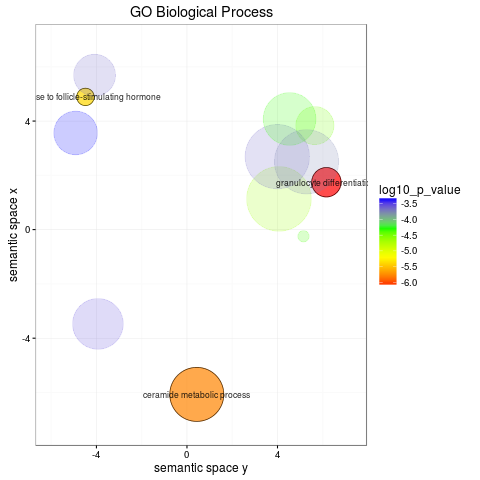 GO Biological Process
se to follicle-stimulating hormone
granulocyte differentiatic
ceramide metabolic process
semantic space x
4
0
-4
-4
0
4
semantic space y
log10_p_value
-3.5
-4.0
-4.5
-5.0
-5.5
-6.0